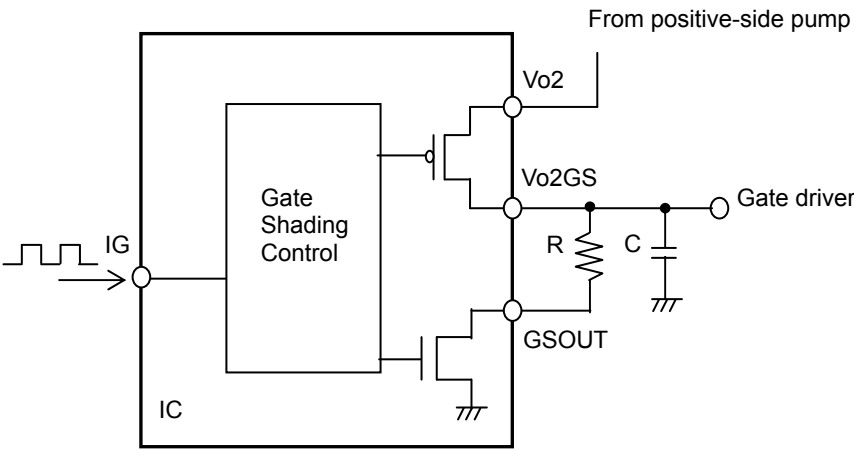 From positive-side pump
Vo2
Vo2GS
Gate driver
Gate
Shading
Control
IG
R
C
GSOUT
IC